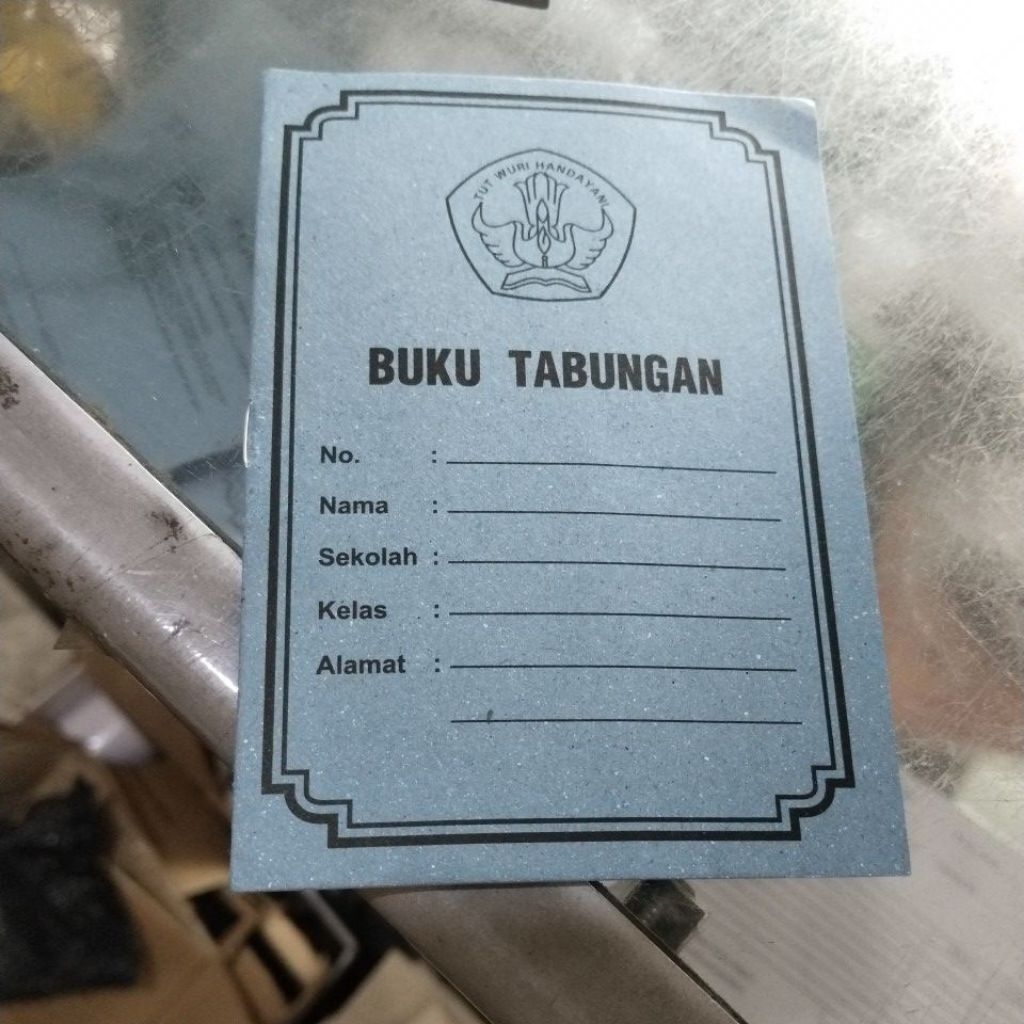 TUT WURI HANDAYANI
BUKU TABUNGAN
No. :
Nama :
Sekolah :
Kelas :
Alamat :